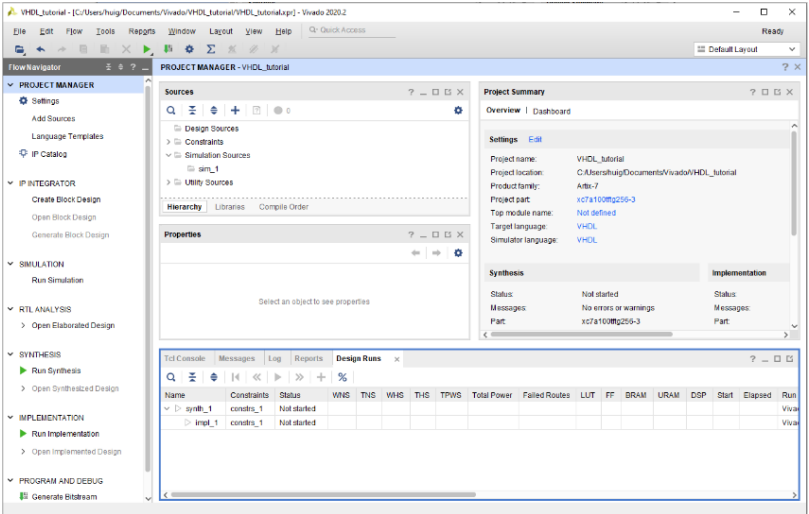 VHDL_tutorial - [C:/Users/huig/Documents/Vivado/VHDL_tutorial/VHDL_tutorial.xpr] - Vivado 2020.2
File Edit Flow Tools Reports Window Layout View Help Quick Access Ready
Default Layout
Flow Navigator
PROJECT MANAGER
Settings
Add Sources
Language Templates
IP Catalog
IP INTEGRATOR
Create Block Design
Open Block Design
Generate Block Design
SIMULATION
Run Simulation
RTL ANALYSIS
Open Elaborated Design
SYNTHESIS
Run Synthesis
Open Synthesized Design
IMPLEMENTATION
Run Implementation
Open Implemented Design
PROGRAM AND DEBUG
Generate Bitstream
PROJECT MANAGER - VHDL_tutorial
Sources
0
Design Sources
Constraints
Simulation Sources
sim_1
Utility Sources
Hierarchy Libraries Compile Order
Properties
Select an object to see properties
Project Summary
Overview | Dashboard
Settings Edit
Project name: VHDL_tutorial
Project location: C:/Users/huig/Documents/Vivado/VHDL_tutorial
Product family: Artix-7
Project part: xc7a100tftg256-3
Top module name: Not defined
Target language: VHDL
Simulator language: VHDL
Synthesis Implementation
Status: Not started Status:
Messages: No errors or warnings Messages:
Part: xc7a100tftg256-3 Part:
Tcl Console Messages Log Reports Design Runs
Name Constraints Status WNS TNS WHS THS TPWS Total Power Failed Routes LUT FF BRAM URAM DSP Start Elapsed Run
synth_1 constrs_1 Not started Vivad
impl_1 constrs_1 Not started Vivad